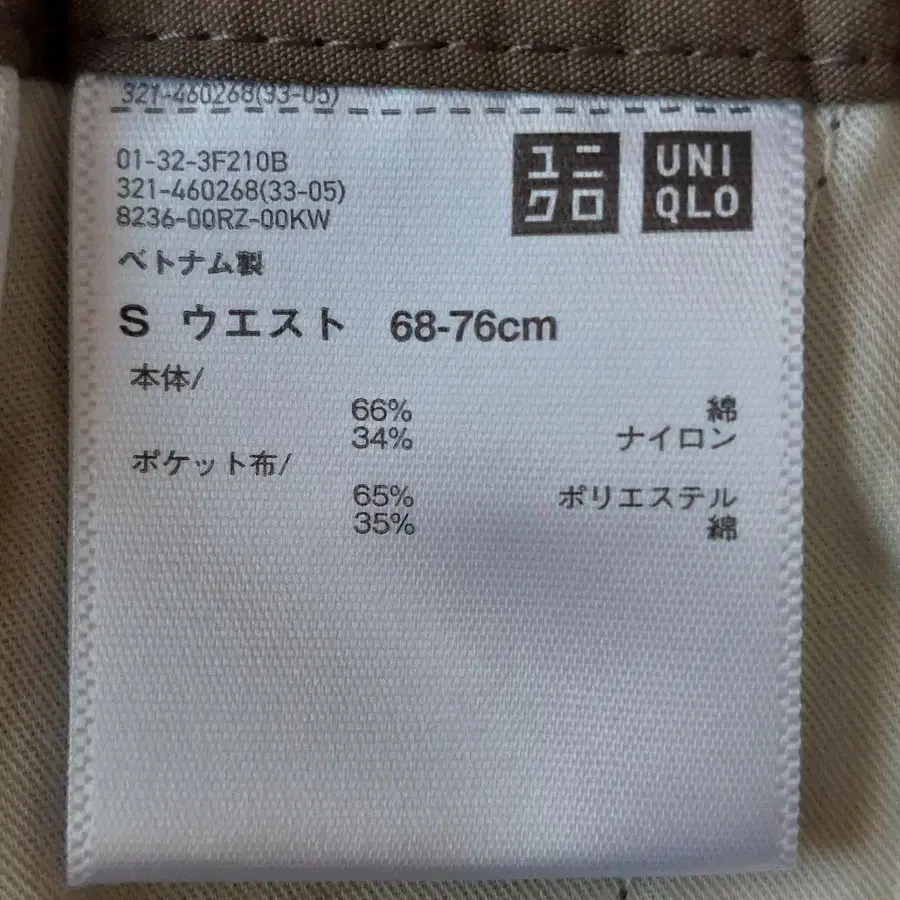 321-460268(33-05)
01-32-3F210B
321-460268(33-05)
8236-00RZ-00KW
ユニ
クロ
UNI
QLO
ベトナム製
S ウエスト 68-76cm
本体/
66% 綿
34% ナイロン
ポケット布/
65% ポリエステル
35% 綿